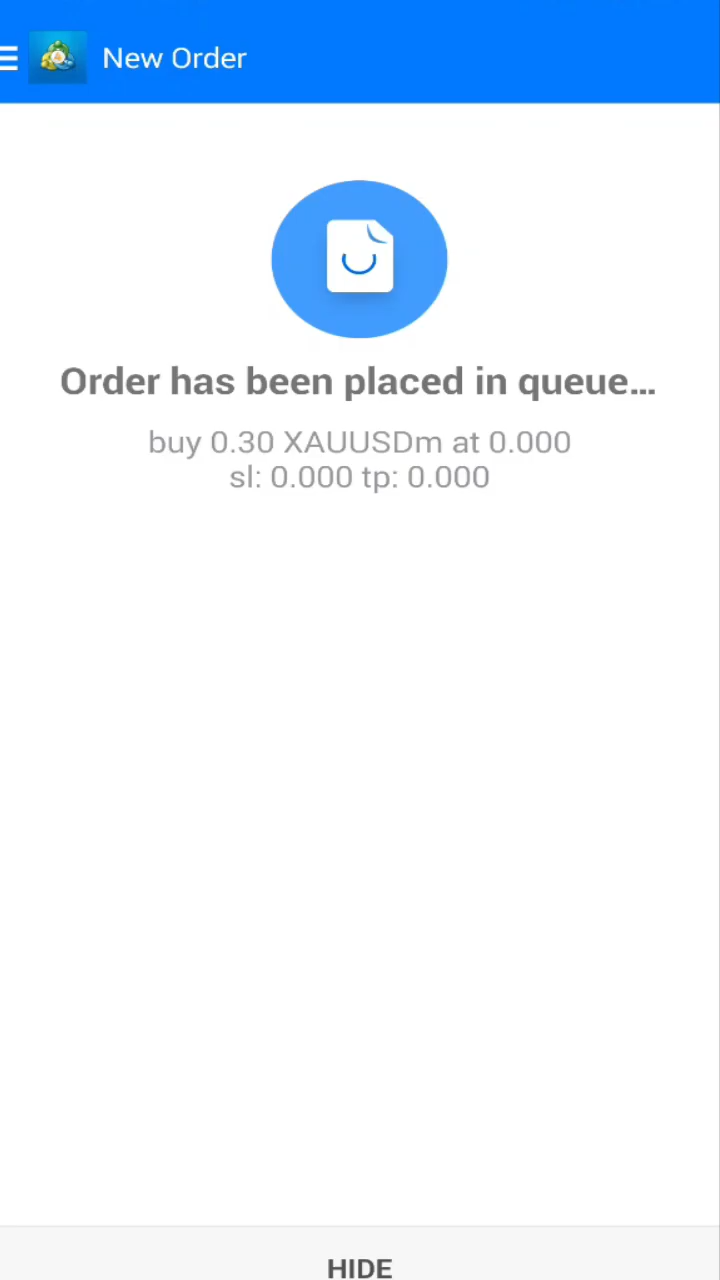 New Order
Order has been placed in queue...
buy 0.30 XAUUSDm at 0.000
sl: 0.000 tp: 0.000
HIDE